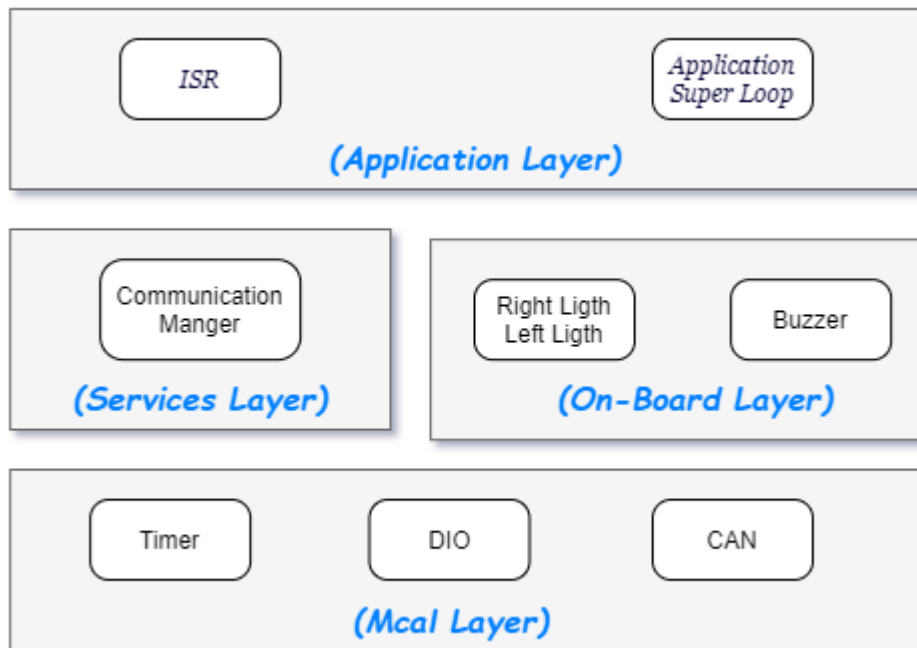 ISR
Application
Super Loop
(Application Layer)
Communication
Manger
(Services Layer)
Right Ligth
Left Ligth
Buzzer
(On-Board Layer)
Timer
DIO
CAN
(Mcal Layer)